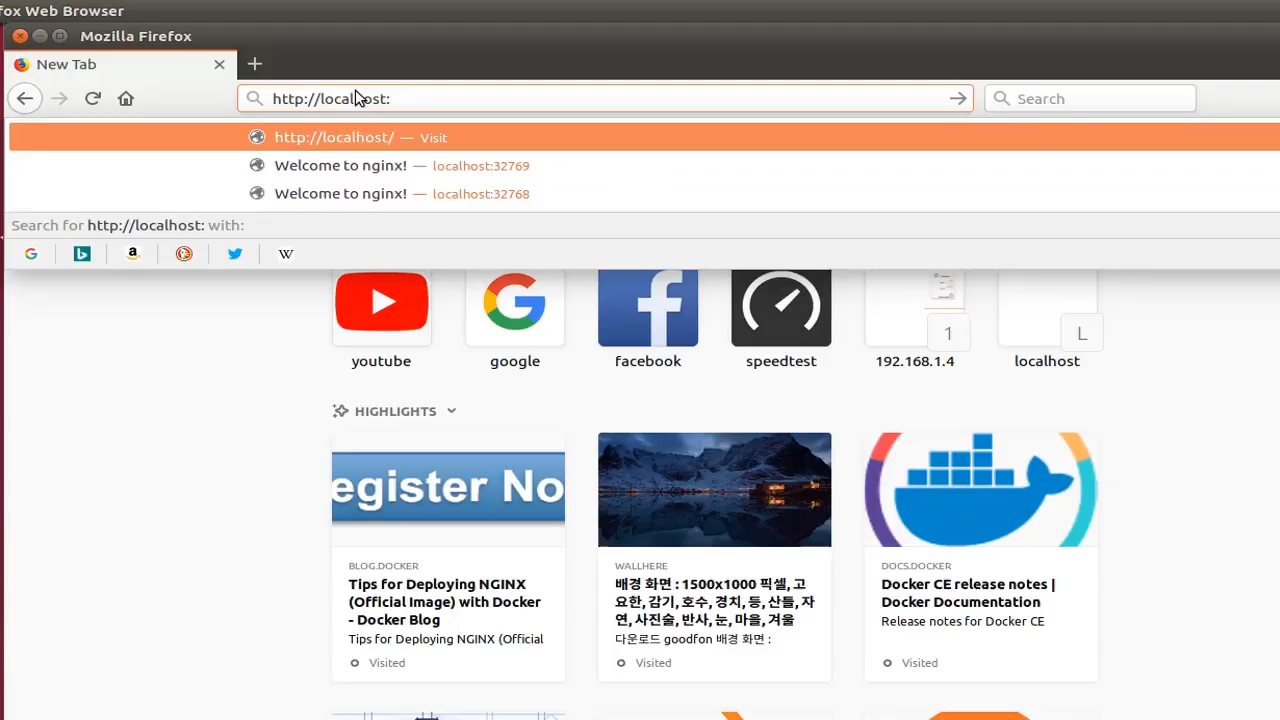 fox Web Browser
Mozilla Firefox
New Tab
http://localhost:
Search
http://localhost/ — Visit
Welcome to nginx! — localhost:32769
Welcome to nginx! — localhost:32768
Search for http://localhost: with:
a
W
f
1
L
youtube
google
facebook
speedtest
192.168.1.4
localhost
HIGHLIGHTS
egister No
BLOG.DOCKER
Tips for Deploying NGINX
(Official Image) with Docker
- Docker Blog
Tips for Deploying NGINX (Official
Visited
WALLHERE
배경 화면 : 1500x1000 픽셀, 고
요한, 감기, 호수, 경치, 등, 산들, 자
연, 사진술, 반사, 눈, 마을, 겨울
다운로드 goodfon 배경 화면 :
Visited
DOCS.DOCKER
Docker CE release notes |
Docker Documentation
Release notes for Docker CE
Visited